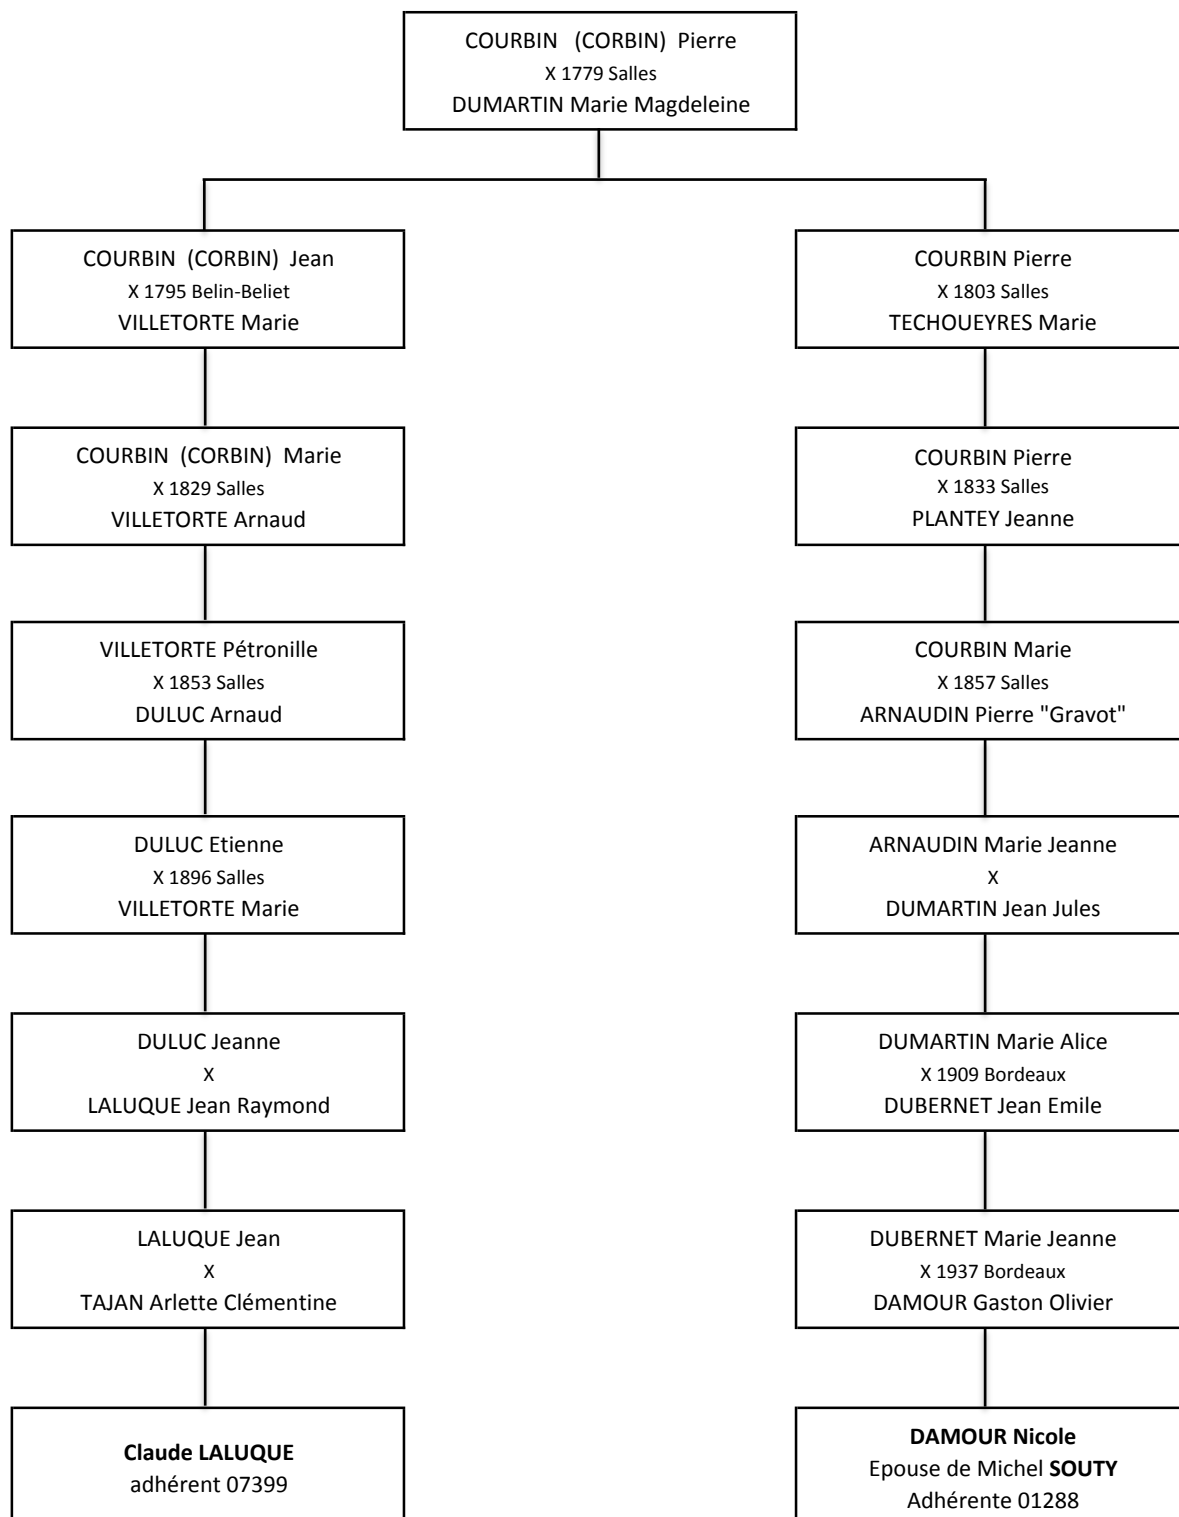 COURBIN (CORBIN) Pierre
X 1779 Salles
DUMARTIN Marie Magdeleine
COURBIN (CORBIN) Jean
X 1795 Belin-Beliet
VILLETORTE Marie
COURBIN Pierre
X 1803 Salles
TECHOUEYRES Marie
COURBIN (CORBIN) Marie
X 1829 Salles
VILLETORTE Arnaud
COURBIN Pierre
X 1833 Salles
PLANTEY Jeanne
VILLETORTE Pétronille
X 1853 Salles
DULUC Arnaud
COURBIN Marie
X 1857 Salles
ARNAUDIN Pierre "Gravot"
DULUC Etienne
X 1896 Salles
VILLETORTE Marie
ARNAUDIN Marie Jeanne
X
DUMARTIN Jean Jules
DULUC Jeanne
X
LALUQUE Jean Raymond
DUMARTIN Marie Alice
X 1909 Bordeaux
DUBERNET Jean Emile
LALUQUE Jean
X
TAJAN Arlette Clémentine
DUBERNET Marie Jeanne
X 1937 Bordeaux
DAMOUR Gaston Olivier
Claude LALUQUE
adhérent 07399
DAMOUR Nicole
Epouse de Michel SOUTY
Adhérente 01288